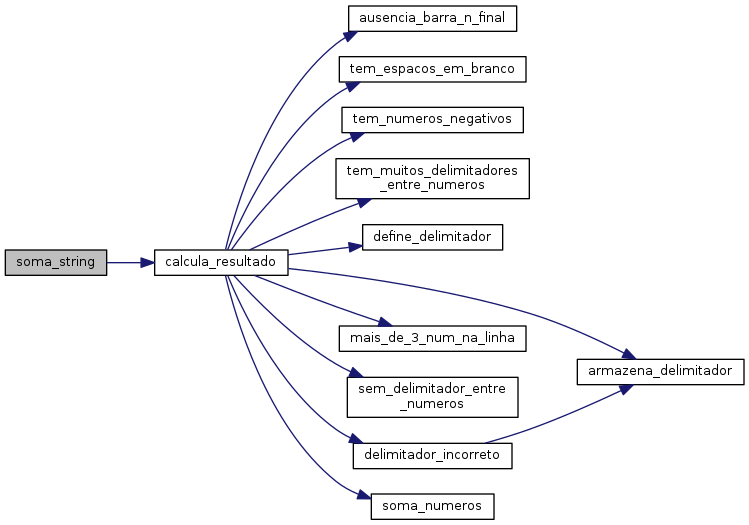 ausencia_barra_n_final
tem_espacos_em_branco
tem_numeros_negativos
tem_muitos_delimitadores
_entre_numeros
define_delimitador
soma_string
calcula_resultado
mais_de_3_num_na_linha
armazena_delimitador
sem_delimitador_entre
_numeros
delimitador_incorreto
soma_numeros